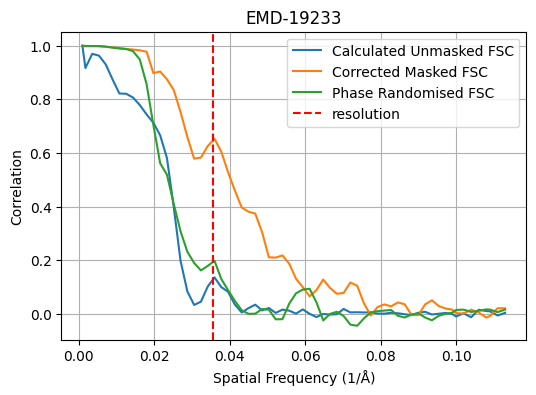 EMD-19233
1.0
0.8
0.6
0.4
0.2
0.0
Correlation
Calculated Unmasked FSC
Corrected Masked FSC
Phase Randomised FSC
resolution
0.00 0.02 0.04 0.06 0.08 0.10
Spatial Frequency (1/Å)